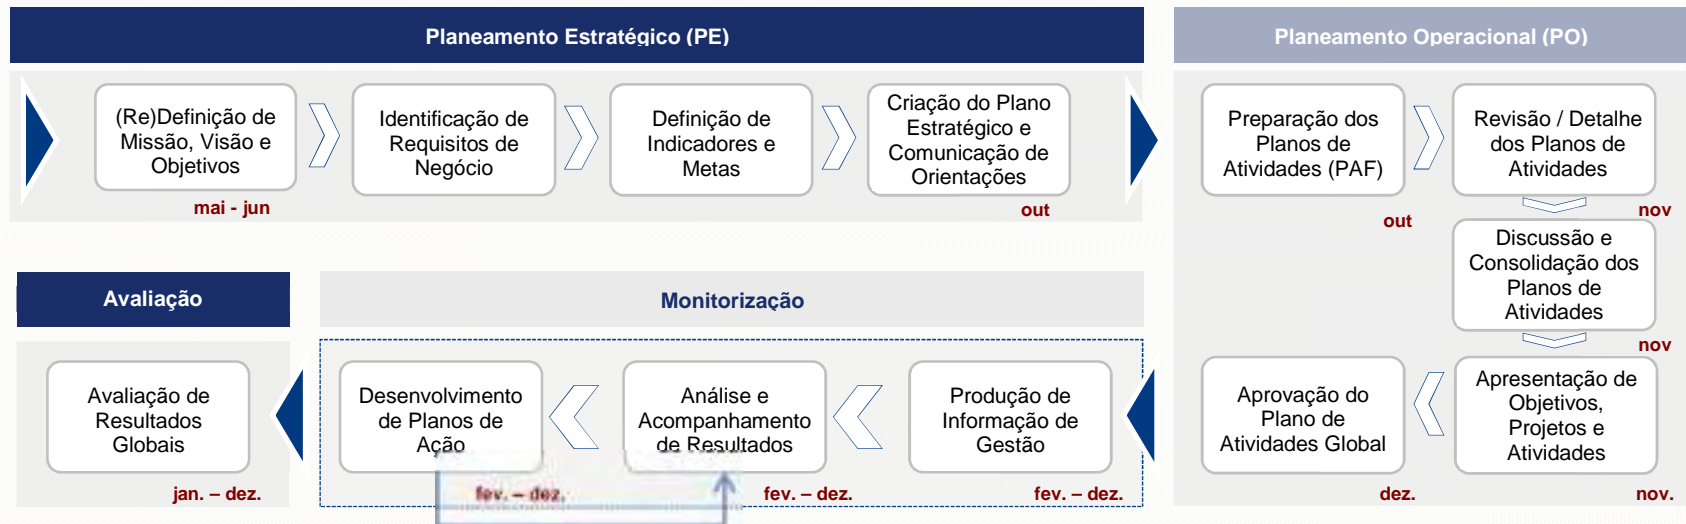 Planeamento Estratégico (PE)
(Re)Definição de
Missão, Visão e
Objetivos
mai - jun
Identificação de
Requisitos de
Negócio
Definição de
Indicadores e
Metas
Criação do Plano
Estratégico e
Comunicação de
Orientações
out
Planeamento Operacional (PO)
Preparação dos
Planos de
Atividades (PAF)
out
Revisão / Detalhe
dos Planos de
Atividades
nov
Discussão e
Consolidação dos
Planos de
Atividades
nov
Apresentação de
Objetivos,
Projetos e
Atividades
nov.
Aprovação do
Plano de
Atividades Global
dez.
Monitorização
Produção de
Informação de
Gestão
fev. – dez.
Análise e
Acompanhamento
de Resultados
fev. – dez.
Desenvolvimento
de Planos de
Ação
fev. – dez.
Avaliação
Avaliação de
Resultados
Globais
jan. – dez.